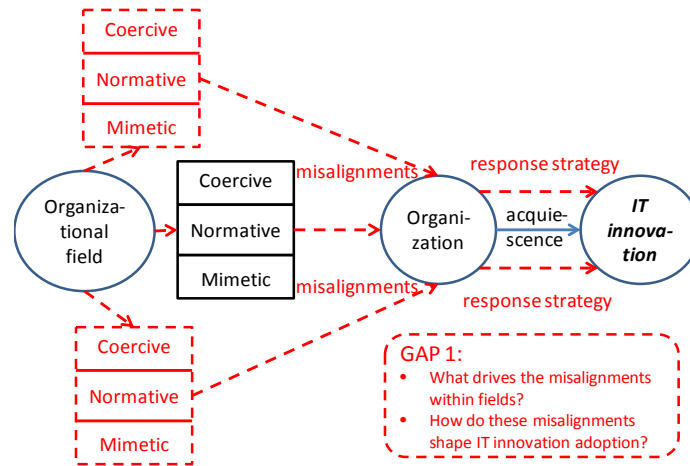 Coercive
Normative
Mimetic
Organiza-
tional
field
Coercive
Normative
Mimetic
misalignments
misalignments
Coercive
Normative
Mimetic
Organi-
zation
response strategy
acquie-
scence
response strategy
IT
innova-
tion
GAP 1:
• What drives the misalignments
within fields?
• How do these misalignments
shape IT innovation adoption?